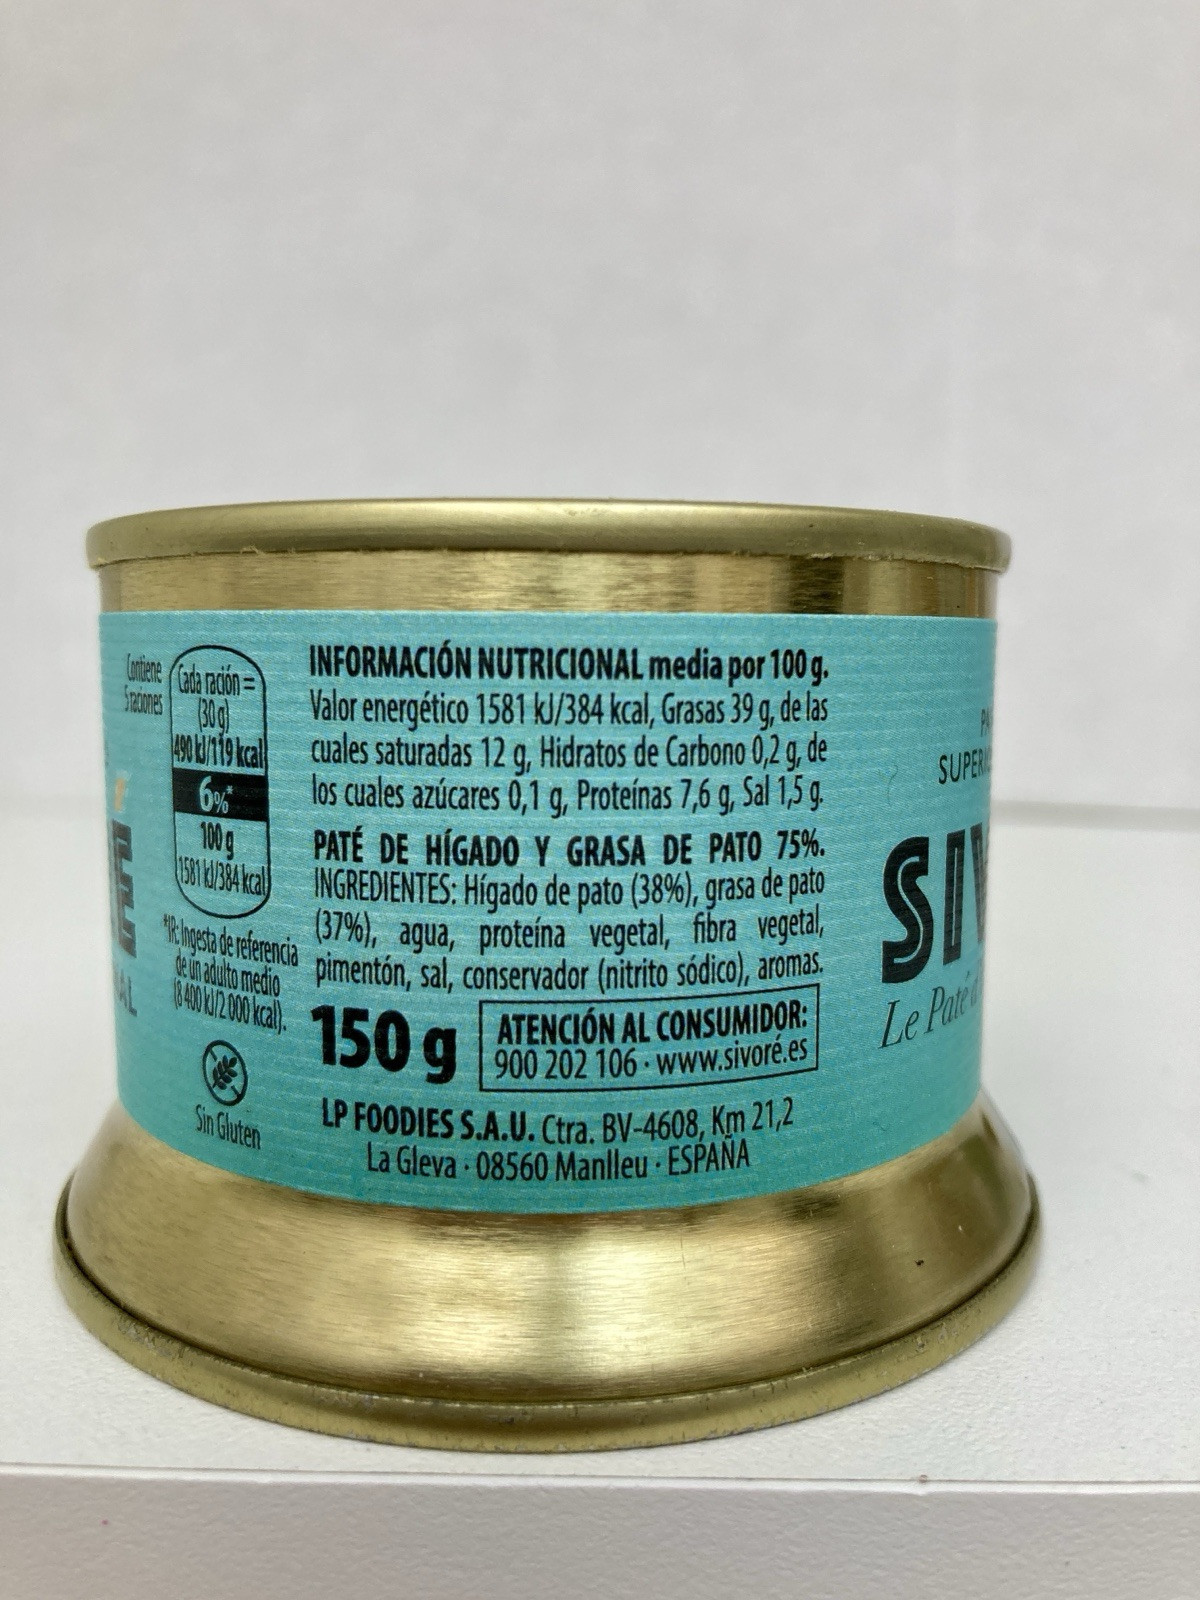 Contiene
5 raciones
Cada ración =
(30 g)
490 kJ/119 kcal
6%*
100 g
1581 kJ/384 kcal
*IR: Ingesta de referencia
de un adulto medio
(8 400 kJ/2 000 kcal).
Sin Gluten
INFORMACIÓN NUTRICIONAL media por 100 g.
Valor energético 1581 kJ/384 kcal, Grasas 39 g, de las
cuales saturadas 12 g, Hidratos de Carbono 0,2 g, de
los cuales azúcares 0,1 g, Proteínas 7,6 g, Sal 1,5 g.
PATÉ DE HÍGADO Y GRASA DE PATO 75%.
INGREDIENTES: Hígado de pato (38%), grasa de pato
(37%), agua, proteína vegetal, fibra vegetal,
pimentón, sal, conservador (nitrito sódico), aromas.
150 g
ATENCIÓN AL CONSUMIDOR:
900 202 106 · www.sivoré.es
LP FOODIES S.A.U. Ctra. BV-4608, Km 21,2
La Gleva · 08560 Manlleu · ESPAÑA
Le Paté